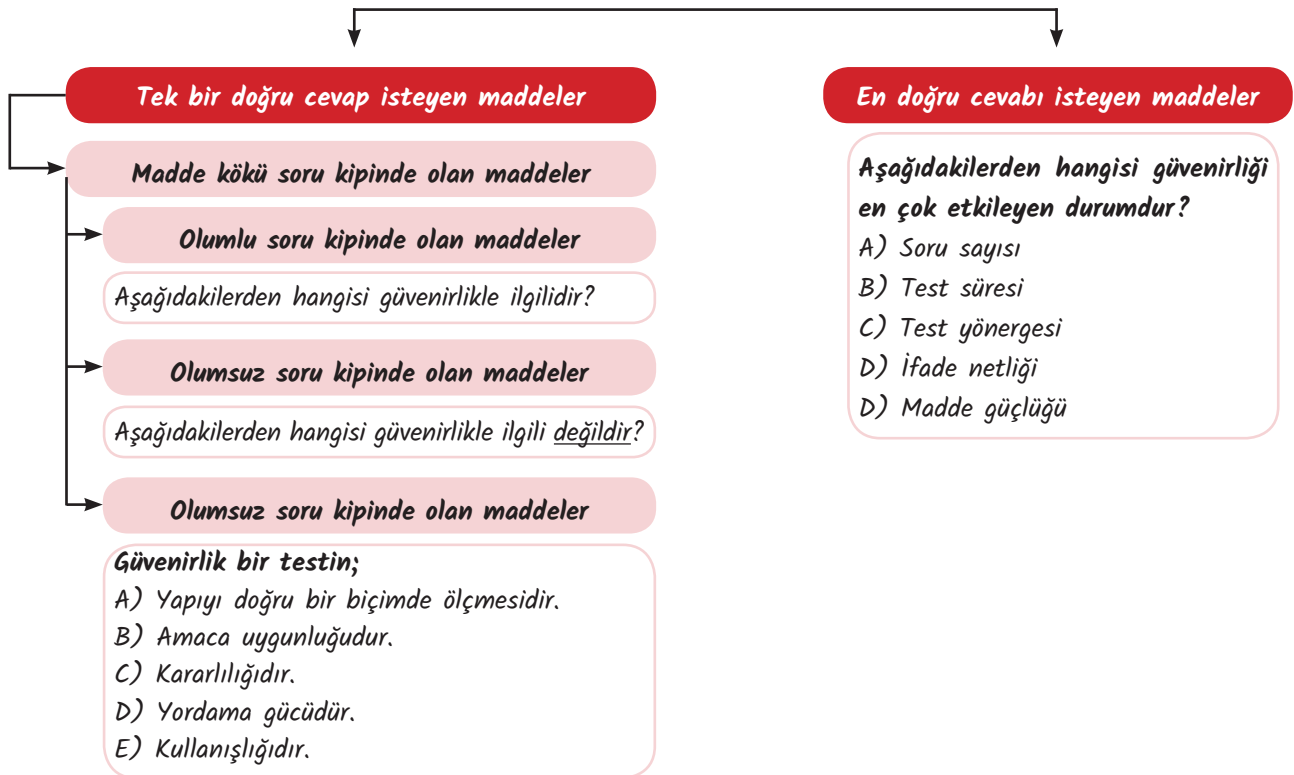 Tek bir doğru cevap isteyen maddeler
Madde kökü soru kipinde olan maddeler
Olumlu soru kipinde olan maddeler
Aşağıdakilerden hangisi güvenirlikle ilgilidir?
Olumsuz soru kipinde olan maddeler
Aşağıdakilerden hangisi güvenirlikle ilgili değildir?
Olumsuz soru kipinde olan maddeler
Güvenirlik bir testin;
A) Yapıyı doğru bir biçimde ölçmesidir.
B) Amaca uygunluğudur.
C) Kararlılığıdır.
D) Yordama gücüdür.
E) Kullanışlığıdır.
En doğru cevabı isteyen maddeler
Aşağıdakilerden hangisi güvenirliği
en çok etkileyen durumdur?
A) Soru sayısı
B) Test süresi
C) Test yönergesi
D) İfade netliği
D) Madde güçlüğü